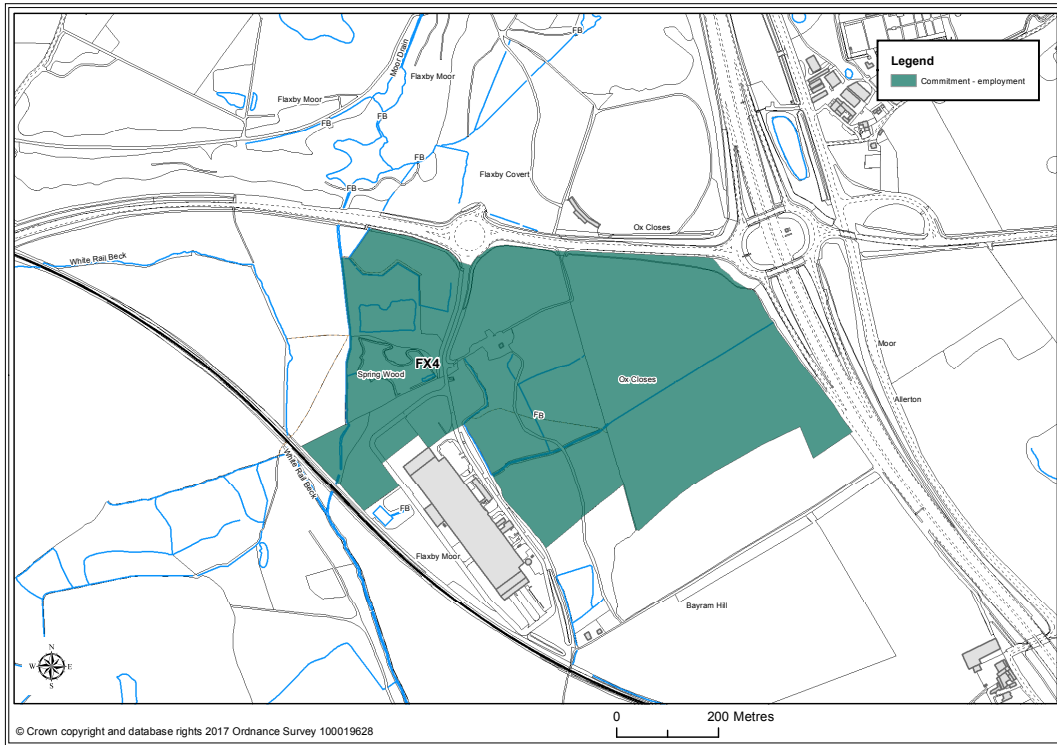 FB
Moor Drain
Flaxby Moor
Legend
Commitment - employment
Flaxby Moor
FB
FB
FB
Flaxby Covert
FB
Ox Closes
White Rail Beck
Moor
FX4
Spring Wood
Ox Closes
Allerton
FB
White Rail Beck
FB
Flaxby Moor
Bayram Hill
N
W E
S
0 200 Metres
© Crown copyright and database rights 2017 Ordnance Survey 100019628